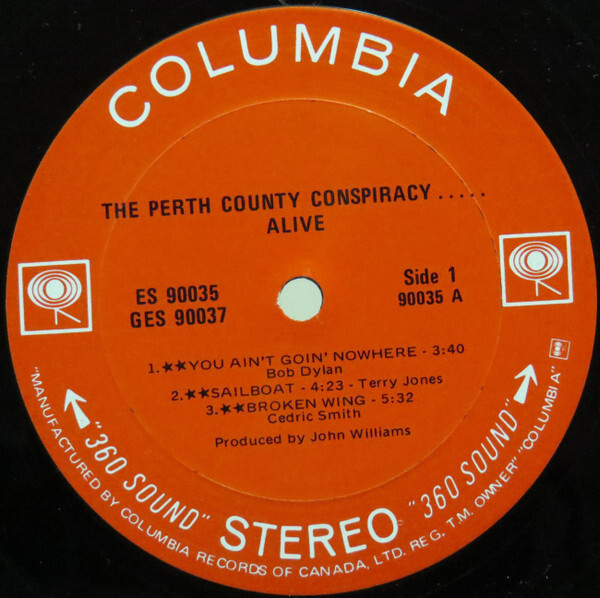 COLUMBIA
THE PERTH COUNTY CONSPIRACY.....
ALIVE
ES 90035
GES 90037
Side 1
90035 A
1.★★YOU AIN'T GOIN' NOWHERE - 3:40
Bob Dylan
2.★★SAILBOAT - 4:23 - Terry Jones
3.★★BROKEN WING - 5:32
Cedric Smith
Produced by John Williams
"360 SOUND" STEREO "360 SOUND"
"MANUFACTURED BY COLUMBIA RECORDS OF CANADA, LTD. REG. T.M. OWNER" "COLUMBIA"